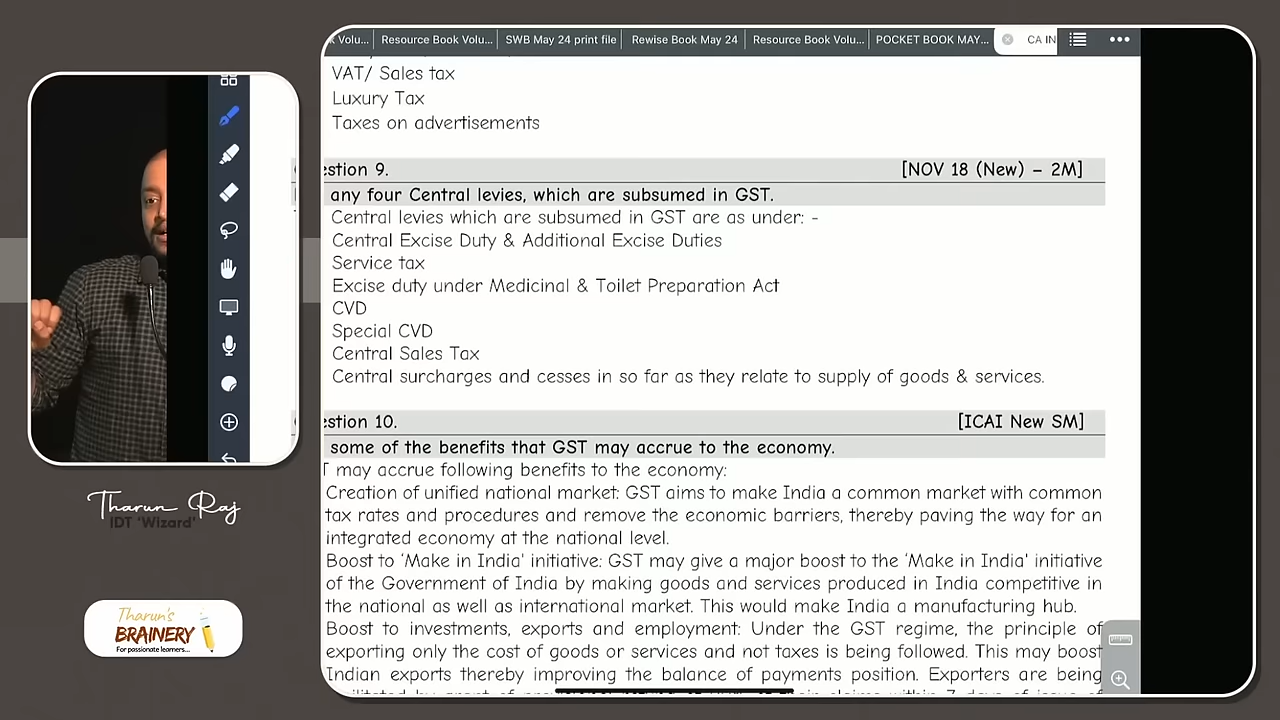 k Volu...
Resource Book Volu...
SWB May 24 print file
Rewise Book May 24
Resource Book Volu...
POCKET BOOK MAY...
CA IN
VAT/ Sales tax
Luxury Tax
Taxes on advertisements
estion 9. [NOV 18 (New) – 2M]
any four Central levies, which are subsumed in GST.
Central levies which are subsumed in GST are as under: -
Central Excise Duty & Additional Excise Duties
Service tax
Excise duty under Medicinal & Toilet Preparation Act
CVD
Special CVD
Central Sales Tax
Central surcharges and cesses in so far as they relate to supply of goods & services.
estion 10. [ICAI New SM]
some of the benefits that GST may accrue to the economy.
T may accrue following benefits to the economy:
Creation of unified national market: GST aims to make India a common market with common
tax rates and procedures and remove the economic barriers, thereby paving the way for an
integrated economy at the national level.
Boost to ‘Make in India' initiative: GST may give a major boost to the ‘Make in India' initiative
of the Government of India by making goods and services produced in India competitive in
the national as well as international market. This would make India a manufacturing hub.
Boost to investments, exports and employment: Under the GST regime, the principle of
exporting only the cost of goods or services and not taxes is being followed. This may boost
Indian exports thereby improving the balance of payments position. Exporters are being
Tharun Raj
IDT 'Wizard'
Tharun's
BRAINERY
For passionate learners...